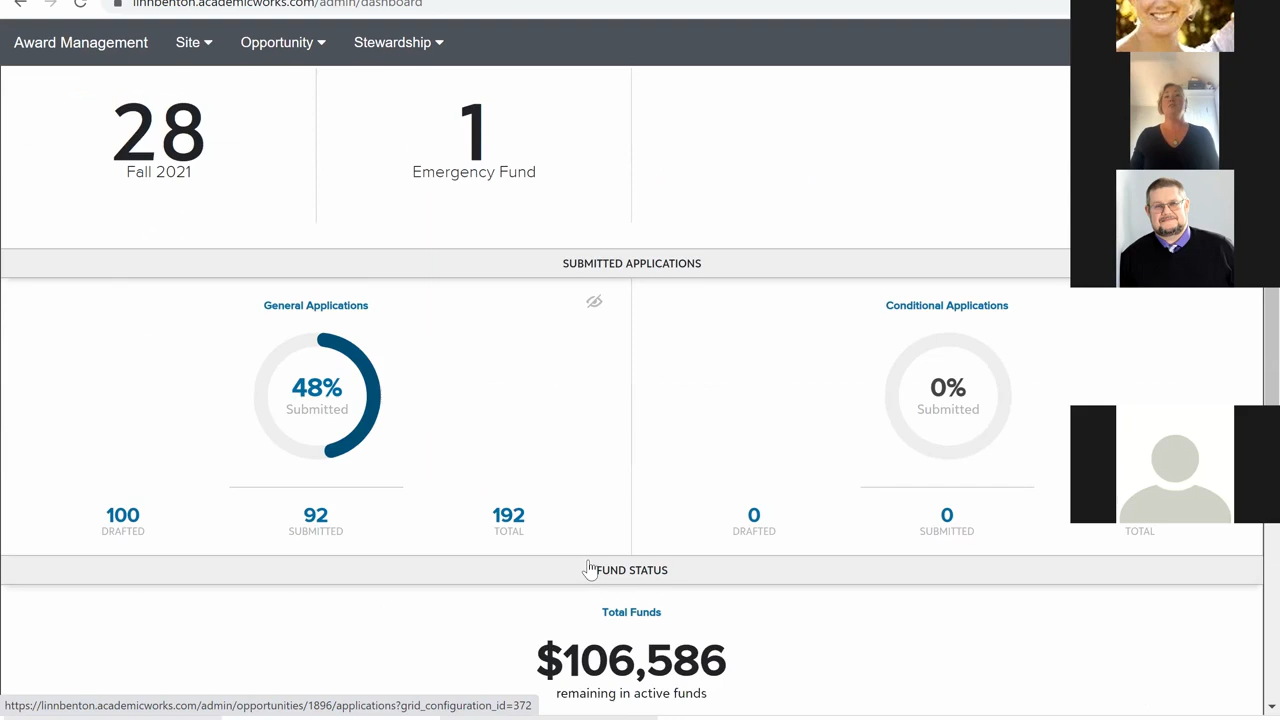 linnbenton.academicworks.com/admin/dashboard
Award Management Site Opportunity Stewardship
28 1
Fall 2021 Emergency Fund
SUBMITTED APPLICATIONS
General Applications Conditional Applications
48% 0%
Submitted Submitted
100 92 192 0 0
DRAFTED SUBMITTED TOTAL DRAFTED SUBMITTED TOTAL
FUND STATUS
Total Funds
$106,586
remaining in active funds
https://linnbenton.academicworks.com/admin/opportunities/1896/applications?grid_configuration_id=372